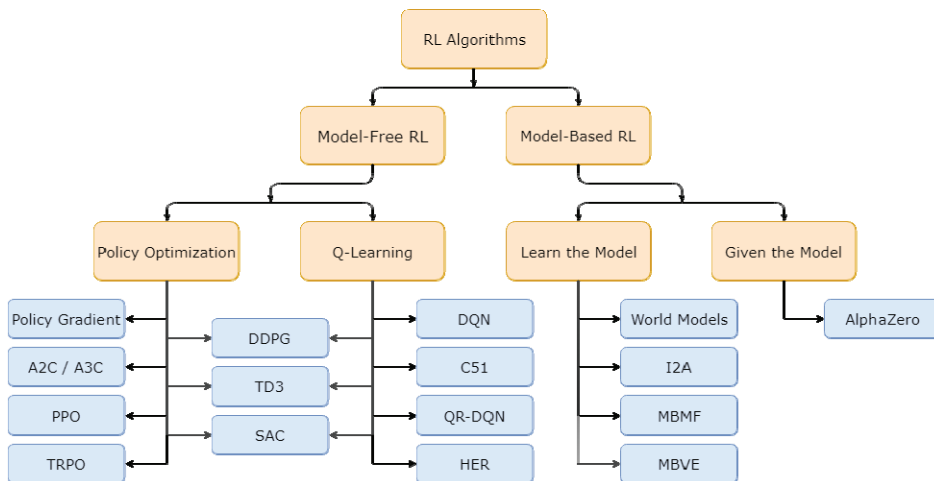 RL Algorithms
Model-Free RL
Model-Based RL
Policy Optimization
Q-Learning
Learn the Model
Given the Model
Policy Gradient
DDPG
DQN
World Models
AlphaZero
A2C / A3C
TD3
C51
I2A
PPO
SAC
QR-DQN
MBMF
TRPO
HER
MBVE